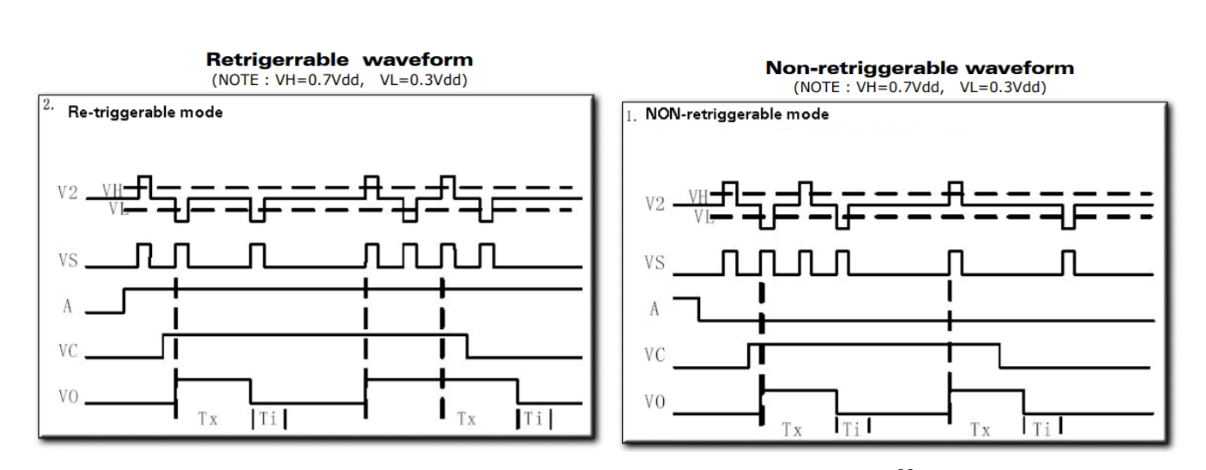 Retrigerrable waveform
(NOTE : VH=0.7Vdd, VL=0.3Vdd)
2. Re-triggerable mode
V2 VH
VL
VS
A
VC
VO
Tx Ti Tx Ti
Non-retriggerable waveform
(NOTE : VH=0.7Vdd, VL=0.3Vdd)
1. NON-retriggerable mode
V2 VH
VL
VS
A
VC
VO
Tx Ti Tx Ti